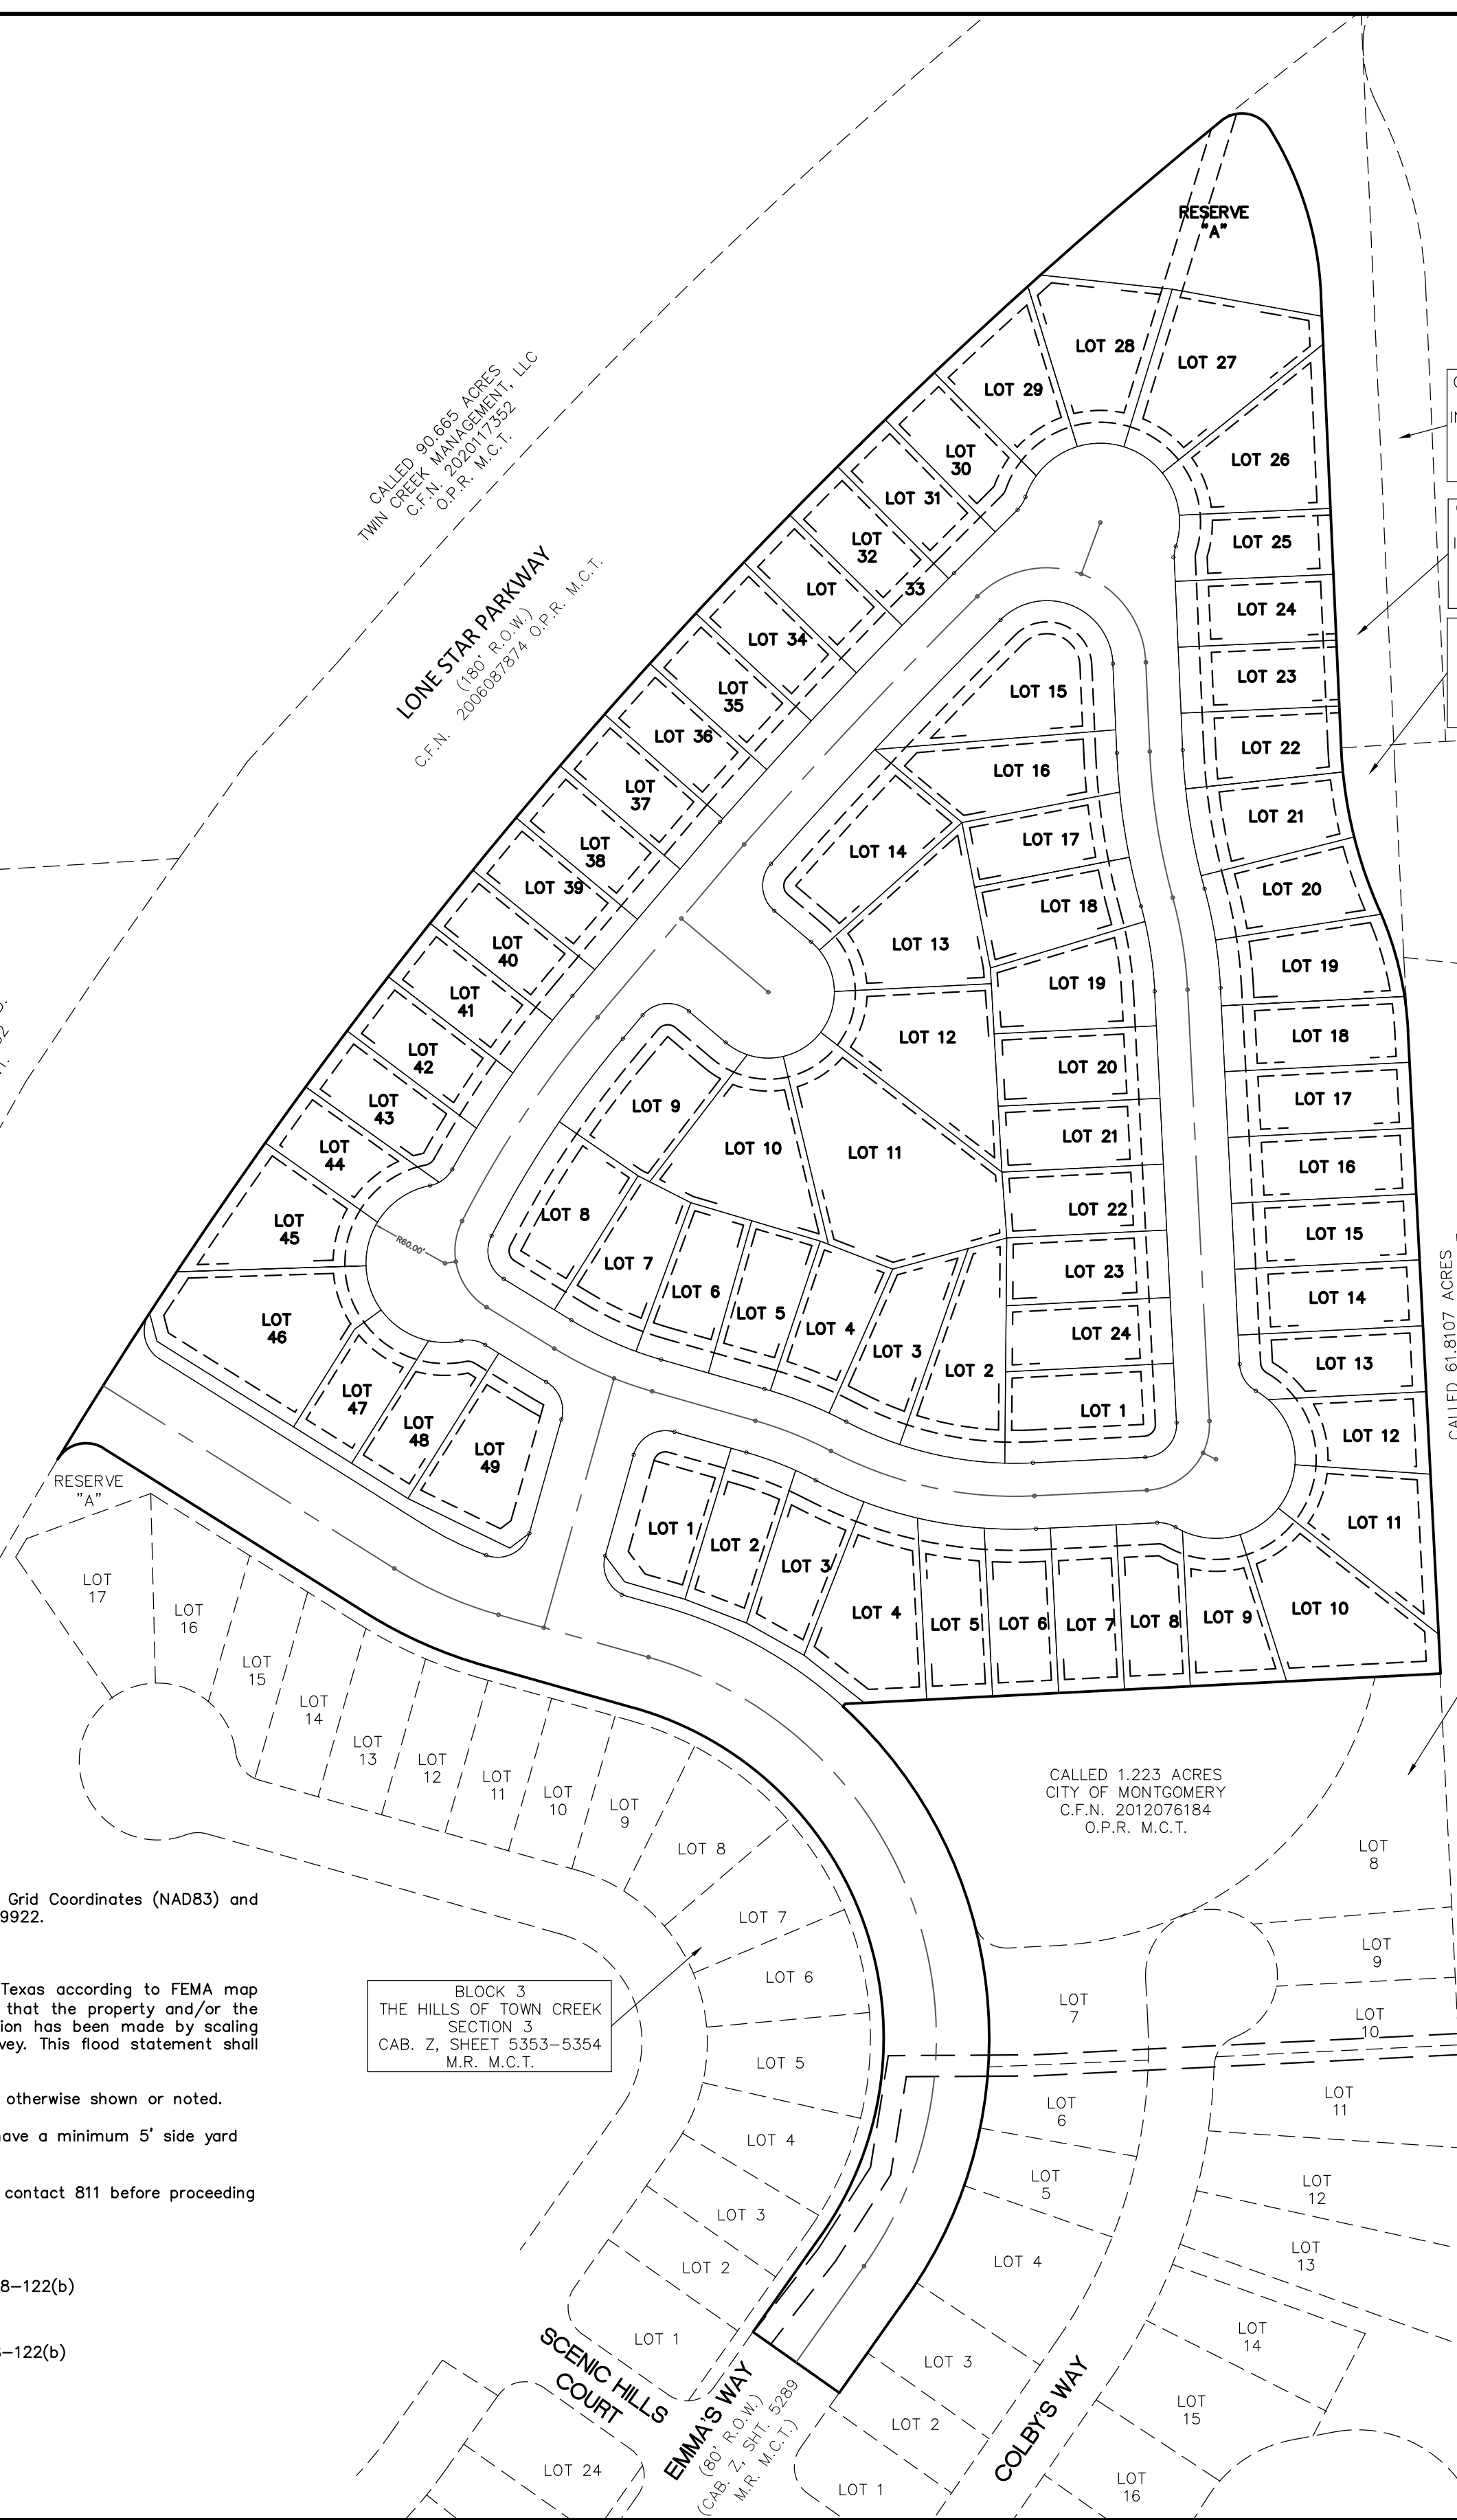 RESERVE
"A"
CALLED 90.665 ACRES
TWIN CREEK MANAGEMENT, LLC
C.F.N. 2020117352
O.P.R. M.C.T.
LONE STAR PARKWAY
(180' R.O.W.)
C.F.N. 2006087874 O.P.R. M.C.T.
LOT 28
LOT 27
LOT 29
LOT
30
LOT 26
LOT 31
LOT
32
LOT 25
LOT 33
LOT 24
LOT 34
LOT 23
LOT
35
LOT 15
LOT 36
LOT 22
LOT 16
LOT
37
LOT 21
LOT
38
LOT 14
LOT 17
LOT 39
LOT 20
LOT 18
LOT
40
LOT 13
LOT 19
LOT 19
LOT
41
LOT 12
LOT 18
LOT
42
LOT 20
LOT 17
LOT
43
LOT 9
LOT 21
LOT
44
LOT 10
LOT 11
LOT 16
LOT
45
LOT 8
LOT 22
LOT 15
R60.00'
LOT 7
LOT 23
LOT 6
LOT 5
LOT 14
LOT
46
LOT 4
LOT 3
LOT 24
LOT 13
CALLED 61.8107 ACRES
LOT 2
LOT
47
LOT 1
LOT
48
LOT 12
LOT
49
RESERVE
"A"
LOT 1
LOT 2
LOT 3
LOT 11
LOT 4
LOT 5
LOT 6
LOT 7
LOT 8
LOT 9
LOT 10
LOT
17
LOT
16
LOT
15
LOT
14
LOT
13
LOT
12
LOT
11
LOT
10
LOT
9
LOT 8
CALLED 1.223 ACRES
CITY OF MONTGOMERY
C.F.N. 2012076184
O.P.R. M.C.T.
LOT
8
Grid Coordinates (NAD83) and
9922.
LOT 7
LOT
9
LOT 6
Texas according to FEMA map
that the property and/or the
ion has been made by scaling
vey. This flood statement shall
BLOCK 3
THE HILLS OF TOWN CREEK
SECTION 3
CAB. Z, SHEET 5353-5354
M.R. M.C.T.
LOT
7
LOT
10
LOT 5
otherwise shown or noted.
LOT
6
LOT
11
have a minimum 5' side yard
LOT 4
LOT
5
LOT
12
contact 811 before proceeding
LOT 3
LOT 4
LOT
13
LOT 2
8-122(b)
LOT 1
LOT
14
-122(b)
LOT 3
SCENIC HILLS
COURT
EMMA'S WAY
(80' R.O.W.)
(CAB. Z, SHT. 5289
M.R. M.C.T.)
COLBY'S WAY
LOT
15
LOT 2
LOT 24
LOT 1
LOT
16